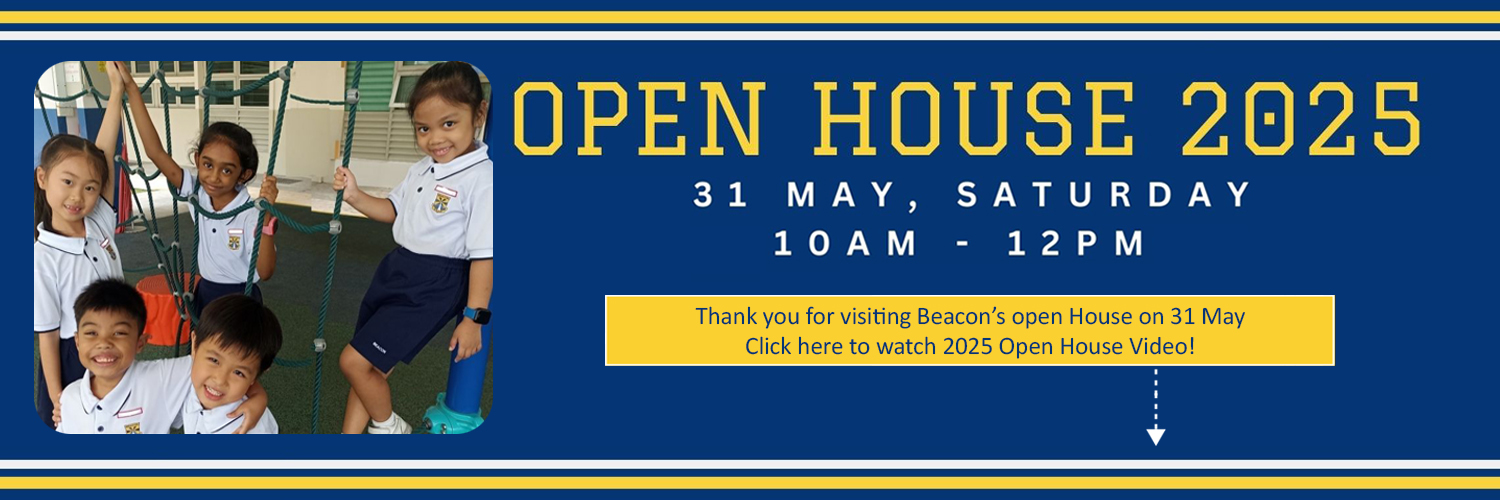 OPEN HOUSE 2025
31 MAY, SATURDAY
10AM - 12PM
Thank you for visiting Beacon's open House on 31 May
Click here to watch 2025 Open House Video!
BEACON